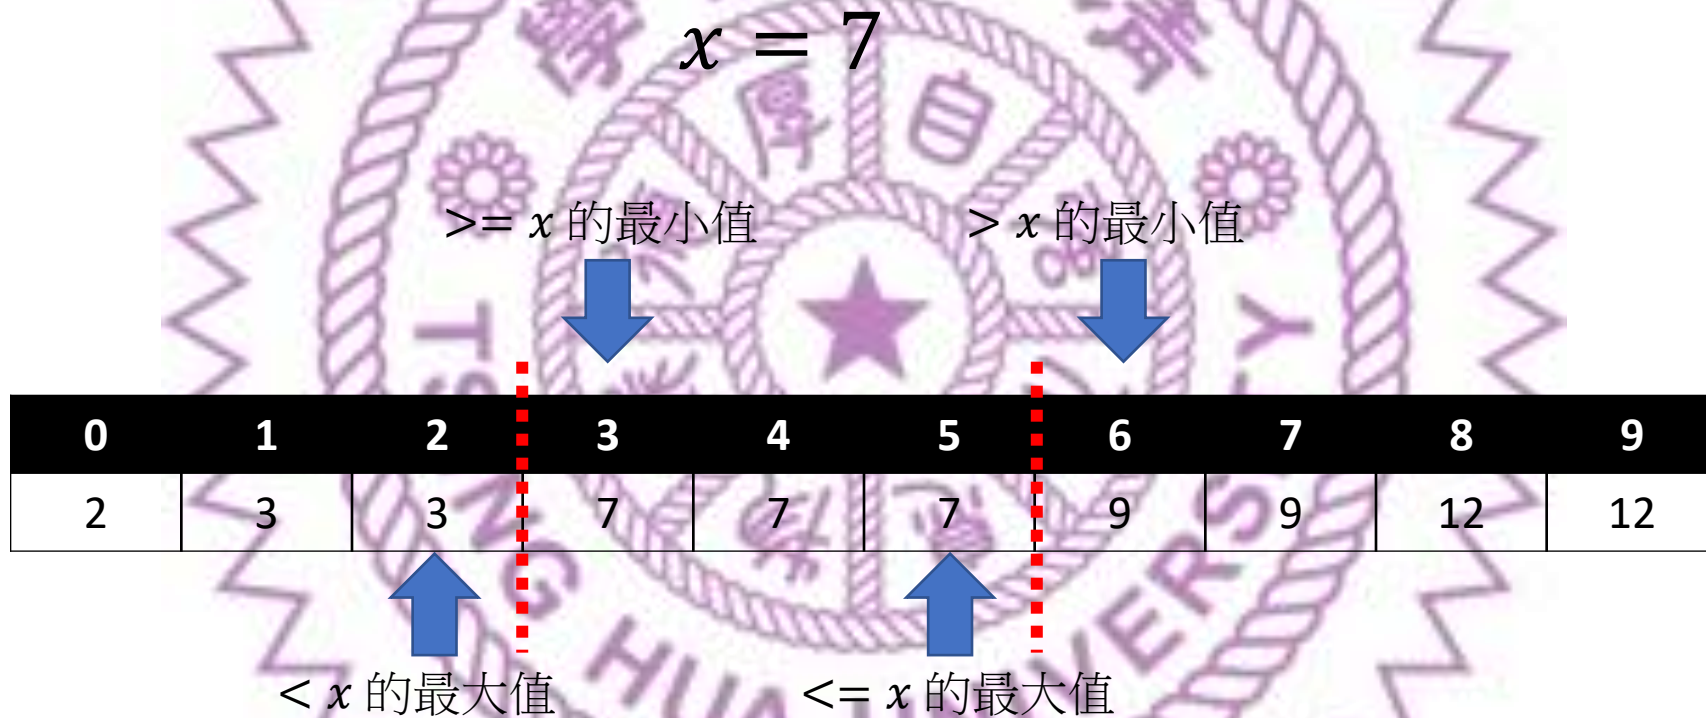 x = 7
>= x 的最小值
> x 的最小值
0 1 2 3 4 5 6 7 8 9
2 3 3 7 7 7 9 9 12 12
< x 的最大值
<= x 的最大值